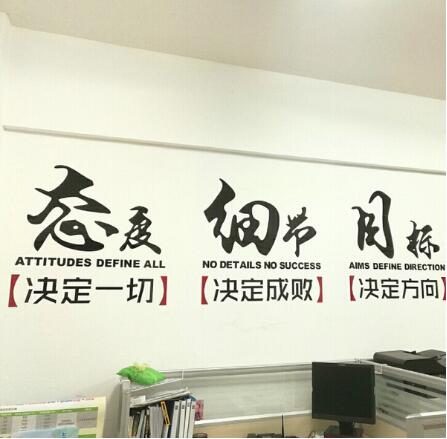 态度
ATTITUDES DEFINE ALL
【决定一切】
细节
NO DETAILS NO SUCCESS
【决定成败】
目标
AIMS DEFINE DIRECTION
【决定方向】